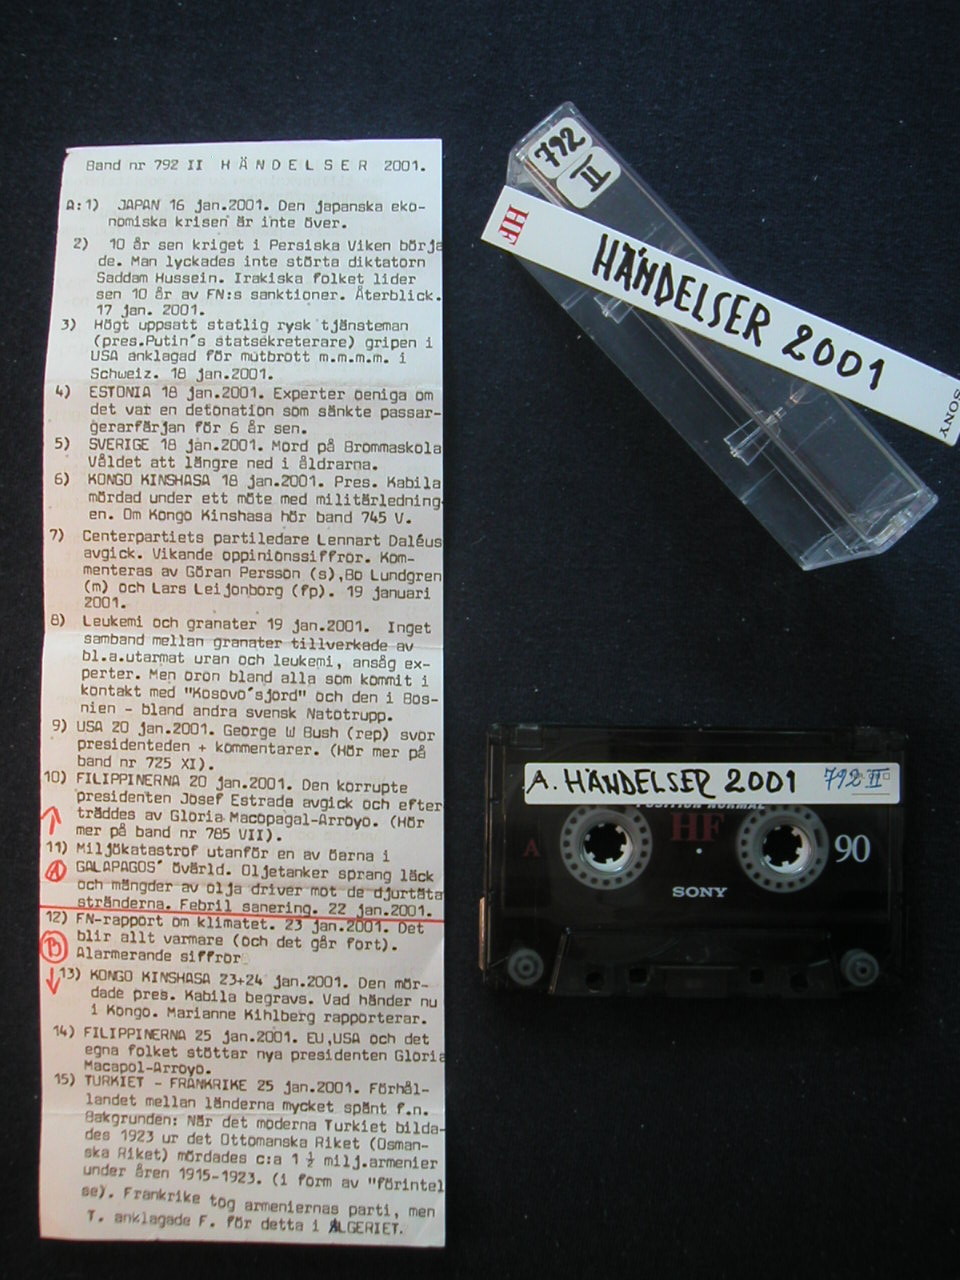 Band nr 792 II H Ä N D E L S E R 2001.
A:1) JAPAN 16 jan.2001. Den japanska eko-
nomiska krisen är inte över.
2) 10 år sen kriget i Persiska Viken börja
de. Man lyckades inte störta diktatorn
Saddam Hussein. Irakiska folket lider
sen 10 år av FN:s sanktioner. Återblick.
17 jan. 2001.
3) Högt uppsatt statlig rysk tjänsteman
(pres.Putin's statsekreterare) gripen i
USA anklagad för mutbrott m.m.m.m. i
Schweiz. 18 jan.2001.
4) ESTONIA 18 jan.2001. Experter oeniga om
det var en detonation som sänkte passar-
gerarfärjan för 6 år sen.
5) SVERIGE 18 jan.2001. Mord på Brommaskola
Våldet att längre ned i åldrarna.
6) KONGO KINSHASA 18 jan.2001. Pres. Kabila
mördad under ett möte med militärledning-
en. Om Kongo Kinshasa hör band 745 V.
7) Centerpartiets partiledare Lennart Daléus
avgick. Vikande oppinionssiffror. Kom-
menteras av Göran Persson (s),Bo Lundgren
(m) och Lars Leijonborg (fp). 19 januari
2001.
8) Leukemi och granater 19 jan.2001. Inget
samband mellan granater tillverkade av
bl.a.utarmat uran och leukemi, ansåg ex-
perter. Men oron bland alla som kommit i
kontakt med "Kosovo'sjord" och den i Bos-
nien - bland andra svensk Natotrupp.
9) USA 20 jan.2001. George W Bush (rep) svor
presidenteden + kommentarer. (Hör mer på
band nr 725 XI).
10) FILIPPINERNA 20 jan.2001. Den korrupte
presidenten Josef Estrada avgick och efter
träddes av Gloria Macopagal-Arroyo. (Hör
mer på band nr 785 VII).
11) Miljökatastrof utanför en av öarna i
A GALAPAGOS' övärld. Oljetanker sprang läck
och mängder av olja driver mot de djurtäta
stränderna. Febril sanering. 22 jan.2001.
12) FN-rapport om klimatet. 23 jan.2001. Det
B blir allt varmare (och det går fort).
Alarmerande siffror
13) KONGO KINSHASA 23+24 jan.2001. Den mör-
dade pres. Kabila begravs. Vad händer nu
i Kongo. Marianne Kihlberg rapporterar.
14) FILIPPINERNA 25 jan.2001. EU,USA och det
egna folket stöttar nya presidenten Gloria
Macapol-Arroyo.
15) TURKIET - FRANKRIKE 25 jan.2001. Förhål-
landet mellan länderna mycket spänt f.n.
Bakgrunden: När det moderna Turkiet bilda-
des 1923 ur det Ottomanska Riket (Osman-
ska Riket) mördades c:a 1 ½ milj.armenier
under åren 1915-1923. (i form av "förintel
se). Frankrike tog armeniernas parti, men
T. anklagade F. för detta i ALGERIET.
792
II
HF
HÄNDELSER 2001
SONY
A. HÄNDELSER 2001 792 II
POSITION NORMAL
A HF 90
SONY